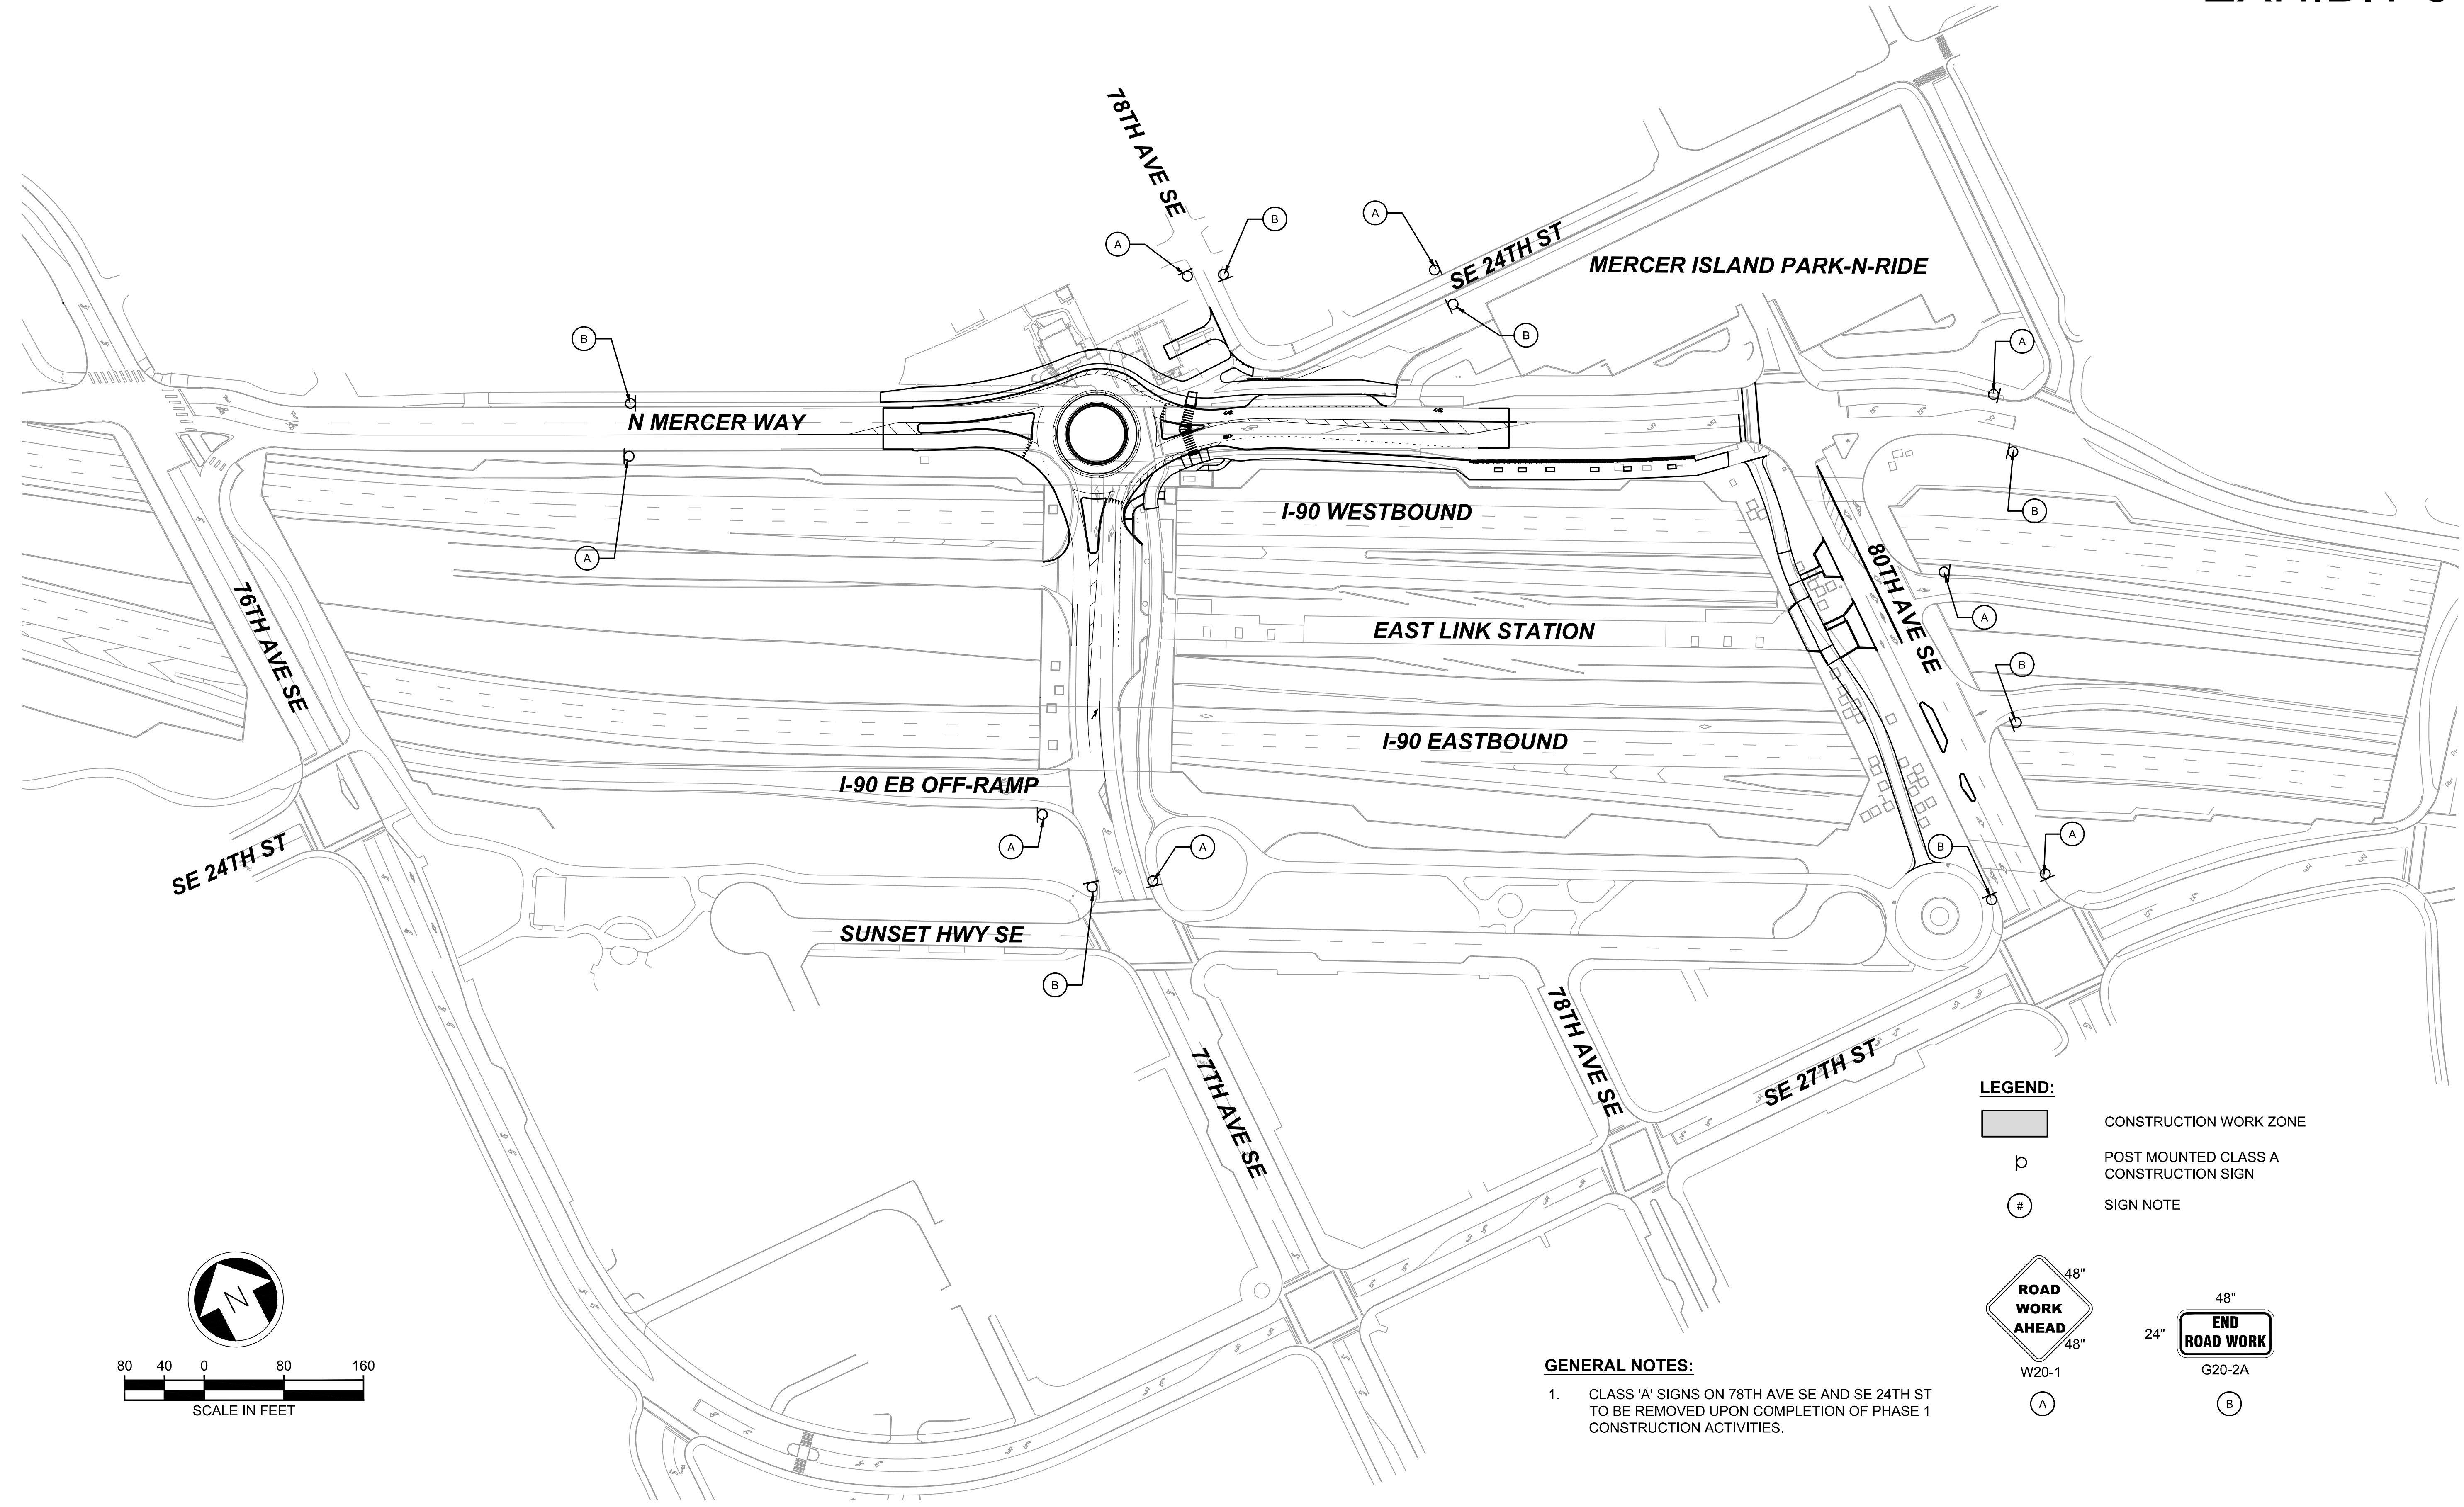 78TH AVE SE
A
B
A
SE 24TH ST
MERCER ISLAND PARK-N-RIDE
B
B
A
N MERCER WAY
A
I-90 WESTBOUND
B
76TH AVE SE
80TH AVE SE
A
EAST LINK STATION
B
I-90 EASTBOUND
I-90 EB OFF-RAMP
SE 24TH ST
A
A
B
A
SUNSET HWY SE
B
78TH AVE SE
77TH AVE SE
SE 27TH ST
LEGEND:
CONSTRUCTION WORK ZONE
POST MOUNTED CLASS A
CONSTRUCTION SIGN
#
SIGN NOTE
N
80 40 0 80 160
SCALE IN FEET
GENERAL NOTES:
1. CLASS 'A' SIGNS ON 78TH AVE SE AND SE 24TH ST
TO BE REMOVED UPON COMPLETION OF PHASE 1
CONSTRUCTION ACTIVITIES.
48"
ROAD
WORK
AHEAD
48"
W20-1
A
48"
24"
END
ROAD WORK
G20-2A
B